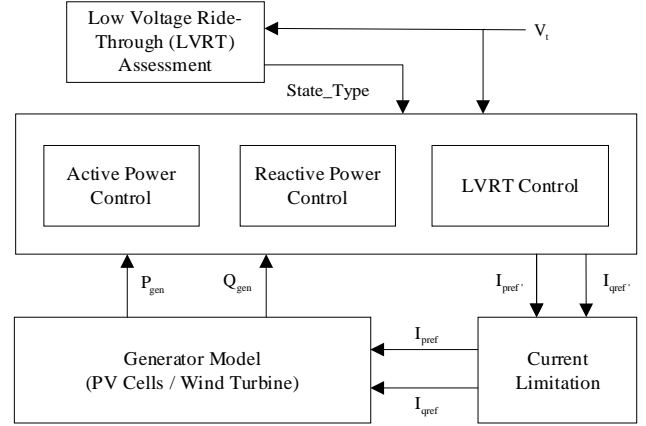 Low Voltage Ride-
Through (LVRT)
Assessment
V_t
State_Type
Active Power
Control
Reactive Power
Control
LVRT Control
P_gen
Q_gen
I_pref'
I_qref'
Generator Model
(PV Cells / Wind Turbine)
I_pref
I_qref
Current
Limitation